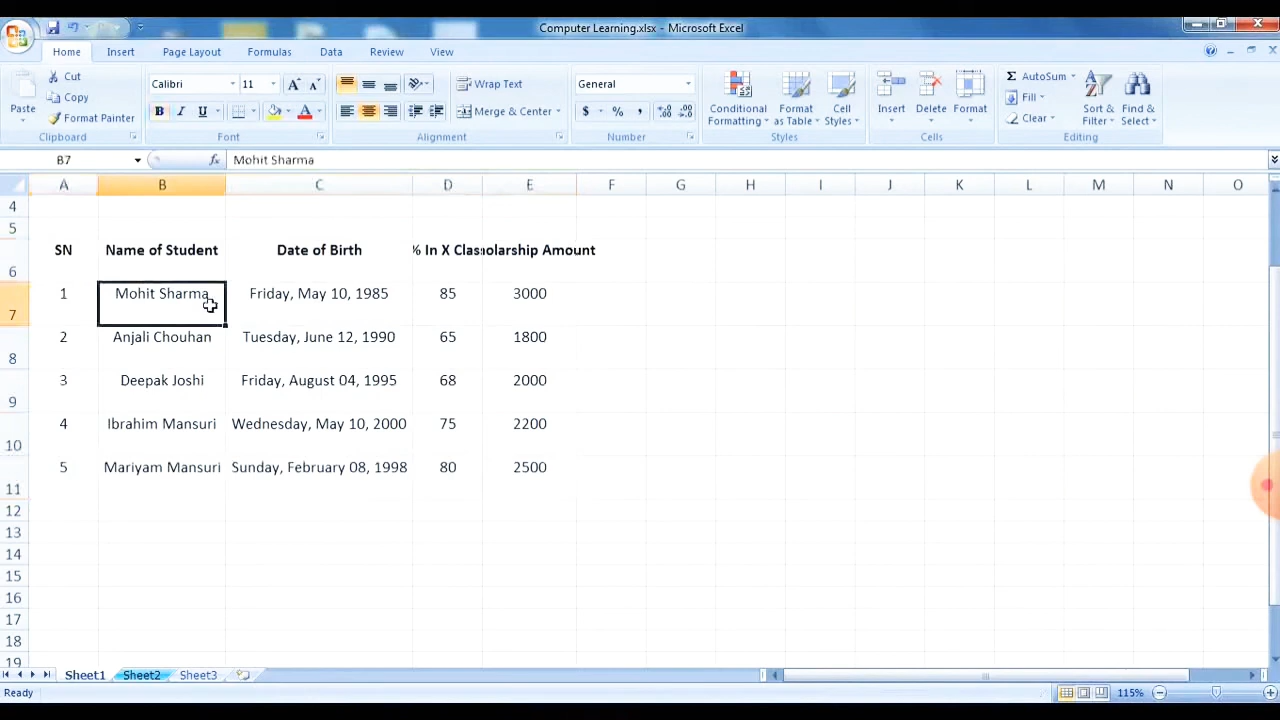 Computer Learning.xlsx - Microsoft Excel
Home Insert Page Layout Formulas Data Review View
Paste Cut Copy Format Painter Clipboard
Calibri 11 B I U A Font
Wrap Text Merge & Center Alignment
General $ % , Number
Conditional Formatting Format as Table Cell Styles Styles
Insert Delete Format Cells
Σ AutoSum Fill Clear Sort & Filter Find & Select Editing
B7 fx Mohit Sharma
A B C D E F G H I J K L M N O
4
5
6 SN Name of Student Date of Birth % In X Clas olarship Amount
7 1 Mohit Sharma Friday, May 10, 1985 85 3000
8 2 Anjali Chouhan Tuesday, June 12, 1990 65 1800
9 3 Deepak Joshi Friday, August 04, 1995 68 2000
10 4 Ibrahim Mansuri Wednesday, May 10, 2000 75 2200
11 5 Mariyam Mansuri Sunday, February 08, 1998 80 2500
12
13
14
15
16
17
18
19
Sheet1 Sheet2 Sheet3
Ready 115%